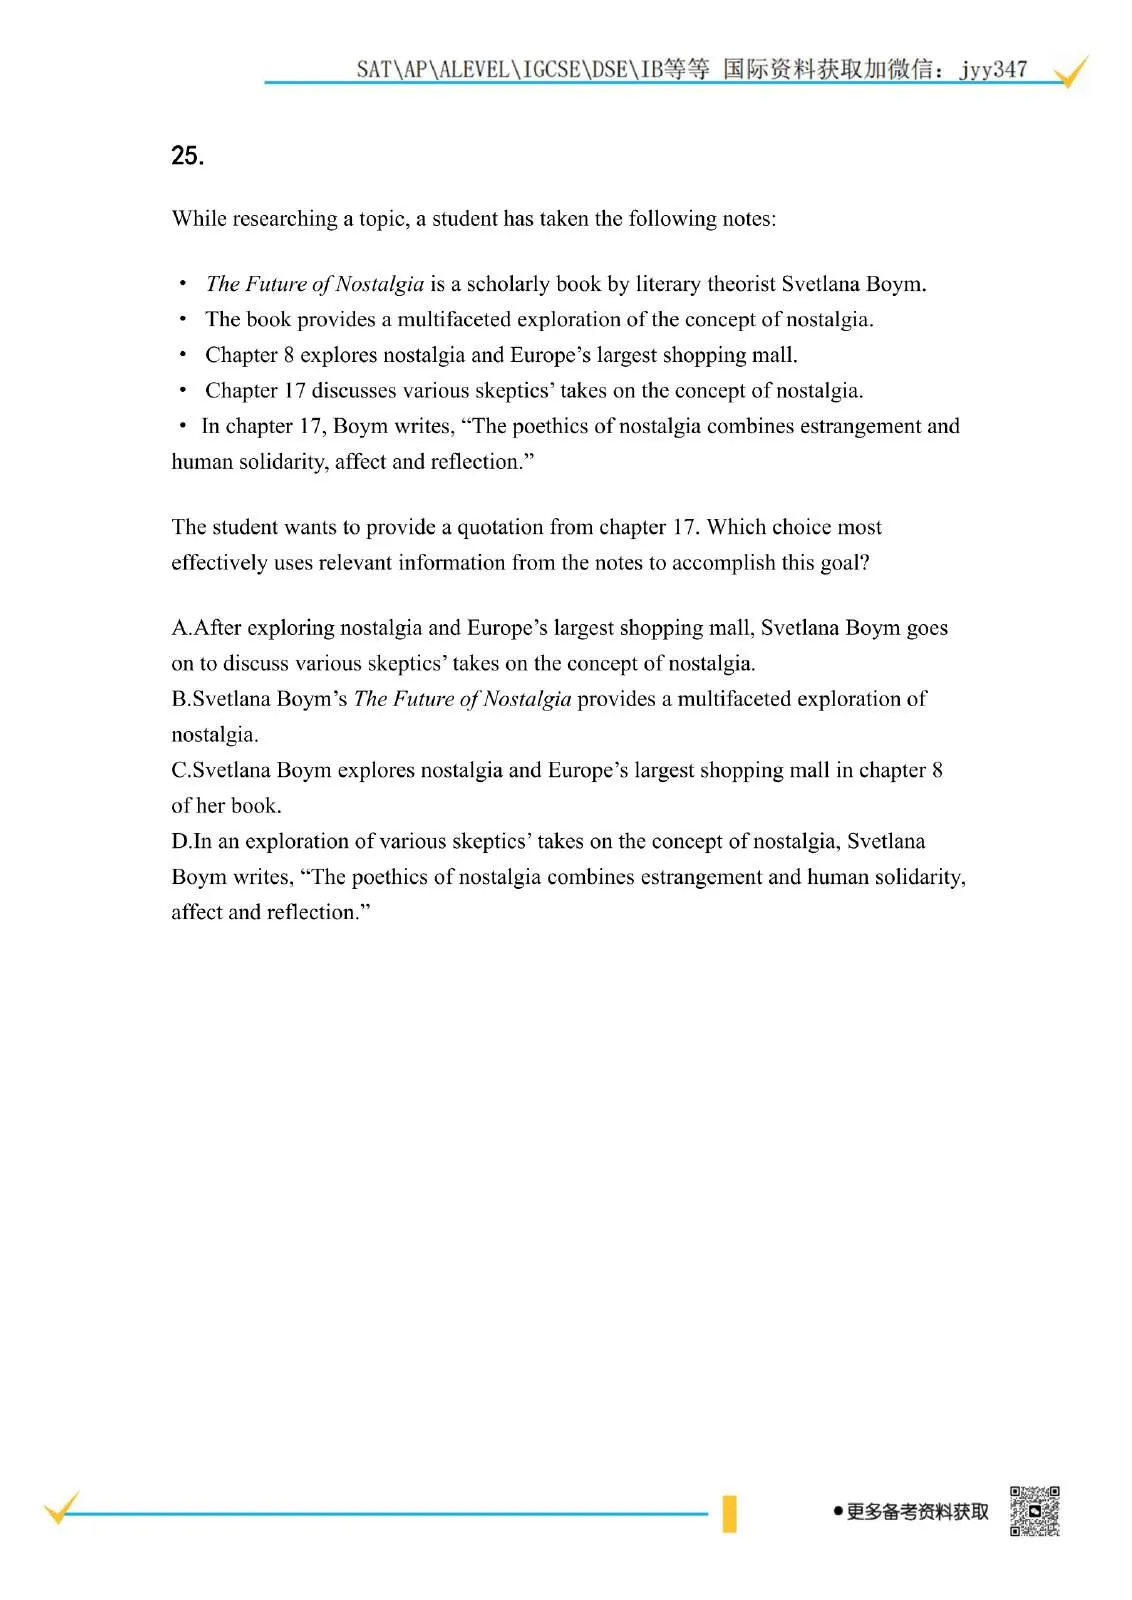 SAT\AP\ALEVEL\IGCSE\DSE\IB等等 国际资料获取加微信：jyy347
25.
While researching a topic, a student has taken the following notes:
• The Future of Nostalgia is a scholarly book by literary theorist Svetlana Boym.
• The book provides a multifaceted exploration of the concept of nostalgia.
• Chapter 8 explores nostalgia and Europe’s largest shopping mall.
• Chapter 17 discusses various skeptics’ takes on the concept of nostalgia.
• In chapter 17, Boym writes, “The poethics of nostalgia combines estrangement and
human solidarity, affect and reflection.”
The student wants to provide a quotation from chapter 17. Which choice most
effectively uses relevant information from the notes to accomplish this goal?
A.After exploring nostalgia and Europe’s largest shopping mall, Svetlana Boym goes
on to discuss various skeptics’ takes on the concept of nostalgia.
B.Svetlana Boym’s The Future of Nostalgia provides a multifaceted exploration of
nostalgia.
C.Svetlana Boym explores nostalgia and Europe’s largest shopping mall in chapter 8
of her book.
D.In an exploration of various skeptics’ takes on the concept of nostalgia, Svetlana
Boym writes, “The poethics of nostalgia combines estrangement and human solidarity,
affect and reflection.”
●更多备考资料获取